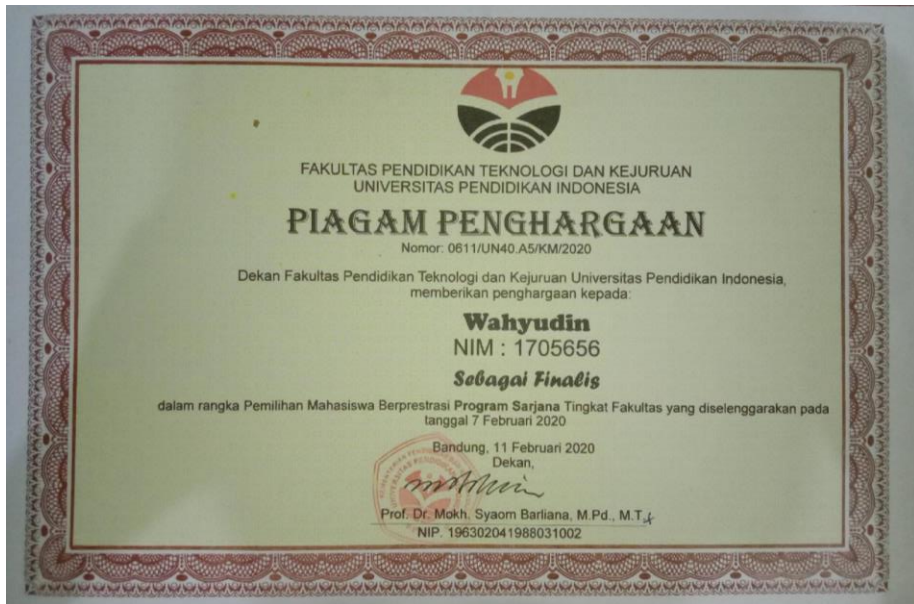 FAKULTAS PENDIDIKAN TEKNOLOGI DAN KEJURUAN
UNIVERSITAS PENDIDIKAN INDONESIA
PIAGAM PENGHARGAAN
Nomor: 0611/UN40.A5/KM/2020
Dekan Fakultas Pendidikan Teknologi dan Kejuruan Universitas Pendidikan Indonesia,
memberikan penghargaan kepada:
Wahyudin
NIM : 1705656
Sebagai Finalis
dalam rangka Pemilihan Mahasiswa Berprestrasi Program Sarjana Tingkat Fakultas yang diselenggarakan pada
tanggal 7 Februari 2020
Bandung, 11 Februari 2020
Dekan,
Prof. Dr. Mokh. Syaom Barliana, M.Pd., M.T.
NIP. 196302041988031002